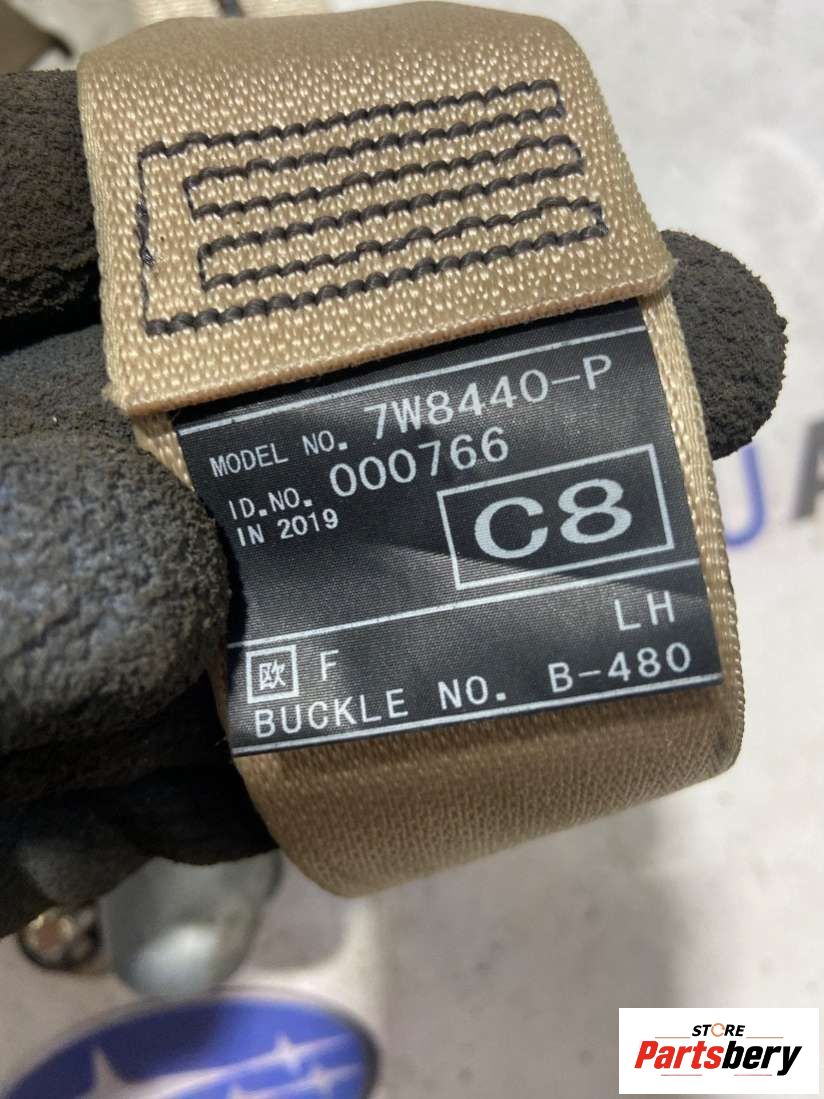 MODEL NO. 7W8440-P
ID.NO. 000766
IN 2019
C8
LH
欧 F
BUCKLE NO. B-480
STORE
Partsbery